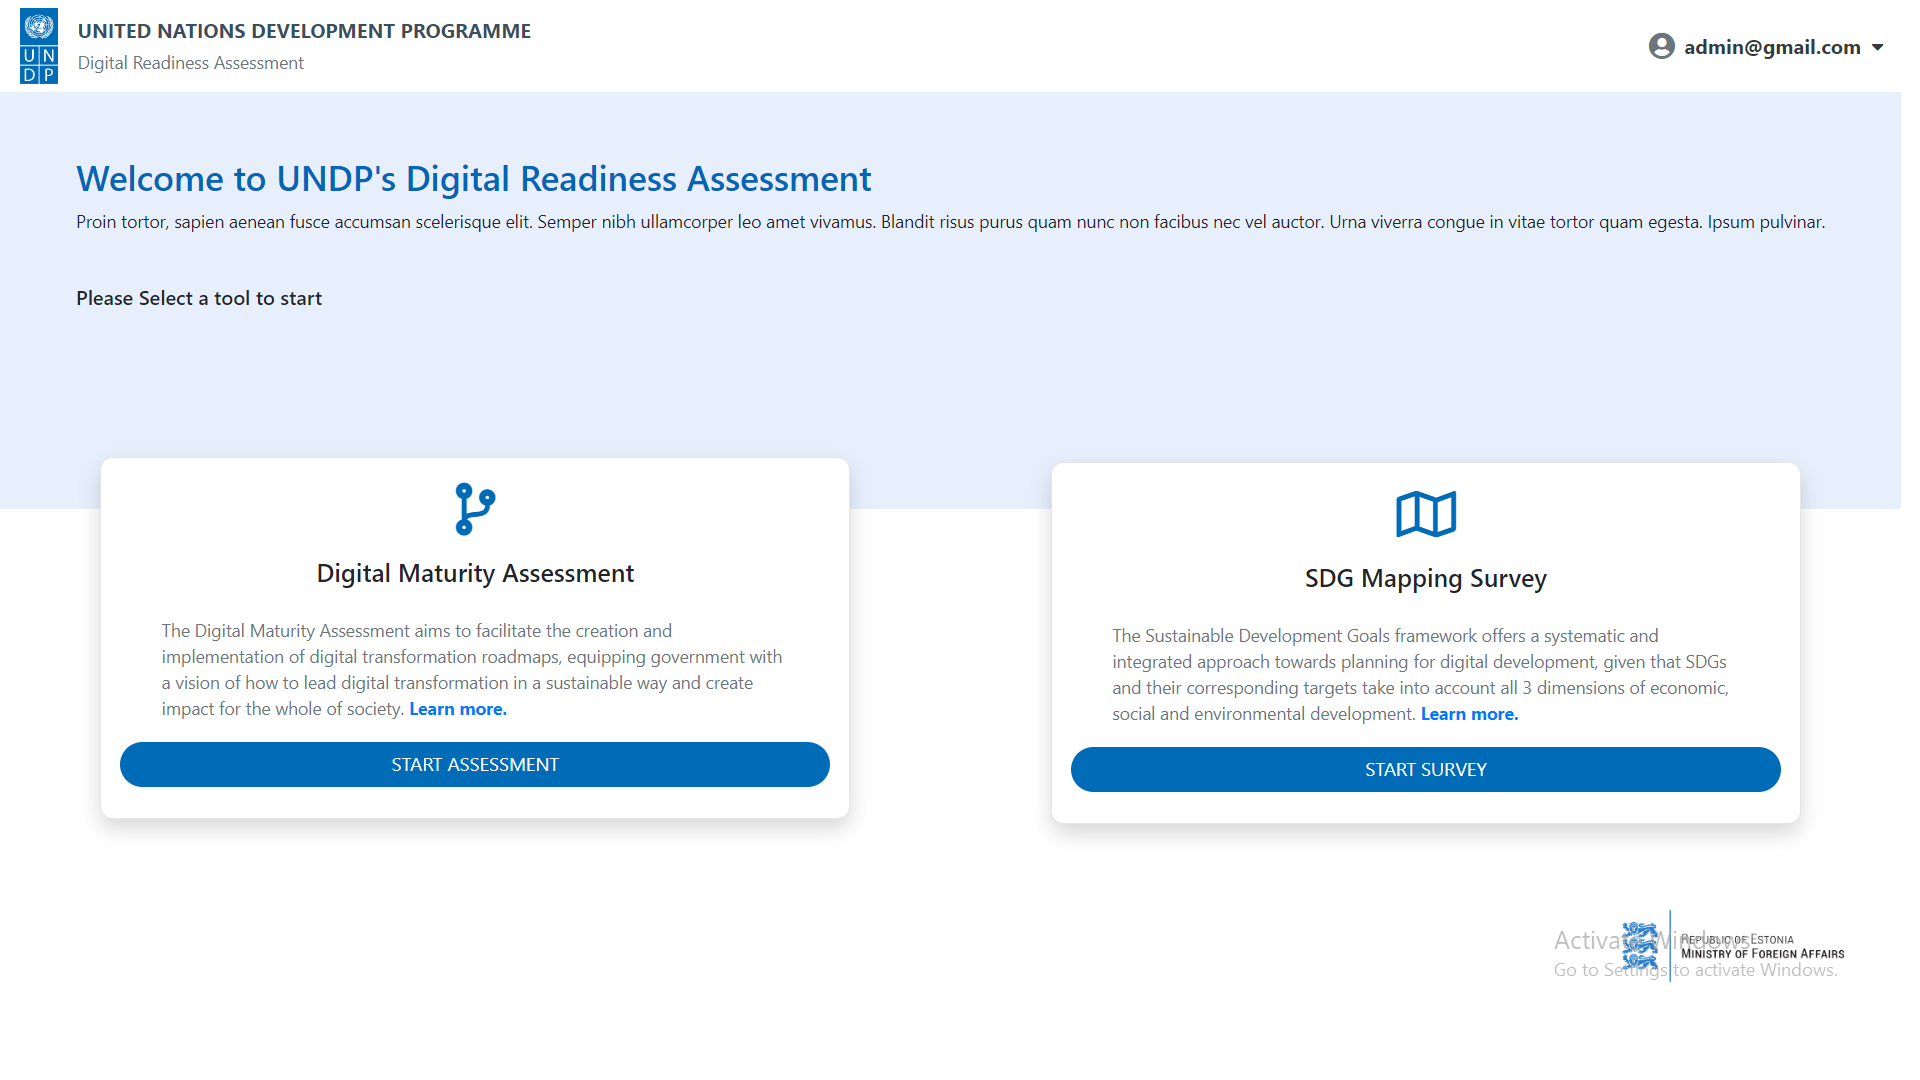 UNITED NATIONS DEVELOPMENT PROGRAMME
Digital Readiness Assessment
U N
D P
admin@gmail.com
Welcome to UNDP's Digital Readiness Assessment
Proin tortor, sapien aenean fusce accumsan scelerisque elit. Semper nibh ullamcorper leo amet vivamus. Blandit risus purus quam nunc non facibus nec vel auctor. Urna viverra congue in vitae tortor quam egesta. Ipsum pulvinar.
Please Select a tool to start
Digital Maturity Assessment
The Digital Maturity Assessment aims to facilitate the creation and
implementation of digital transformation roadmaps, equipping government with
a vision of how to lead digital transformation in a sustainable way and create
impact for the whole of society. Learn more.
START ASSESSMENT
SDG Mapping Survey
The Sustainable Development Goals framework offers a systematic and
integrated approach towards planning for digital development, given that SDGs
and their corresponding targets take into account all 3 dimensions of economic,
social and environmental development. Learn more.
START SURVEY
REPUBLIC OF ESTONIA
MINISTRY OF FOREIGN AFFAIRS
Activate Windows
Go to Settings to activate Windows.